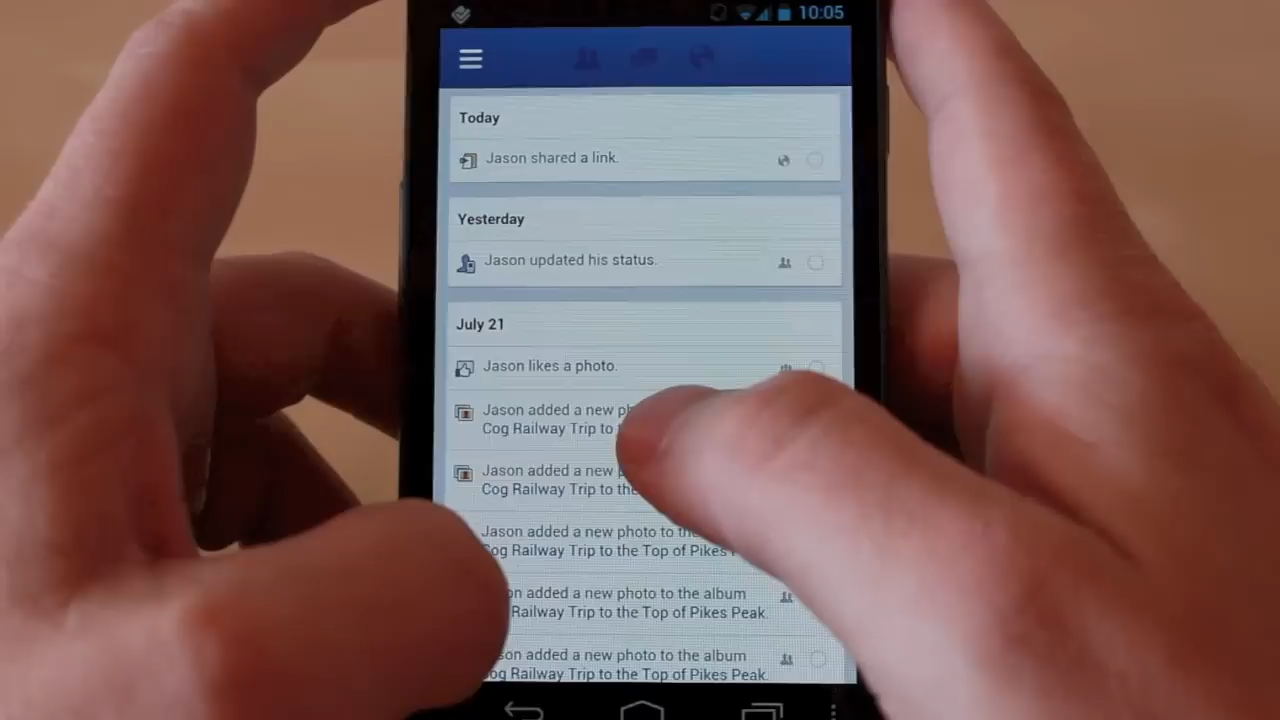 10:05
Today
Jason shared a link.
Yesterday
Jason updated his status.
July 21
Jason likes a photo.
Jason added a new
Cog Railway Trip to
Jason added a new
Cog Railway Trip to the
Jason added a new photo to the
Cog Railway Trip to the Top of Pikes
added a new photo to the album
Railway Trip to the Top of Pikes Peak.
added a new photo to the album
Railway Trip to the Top of Pikes Peak.